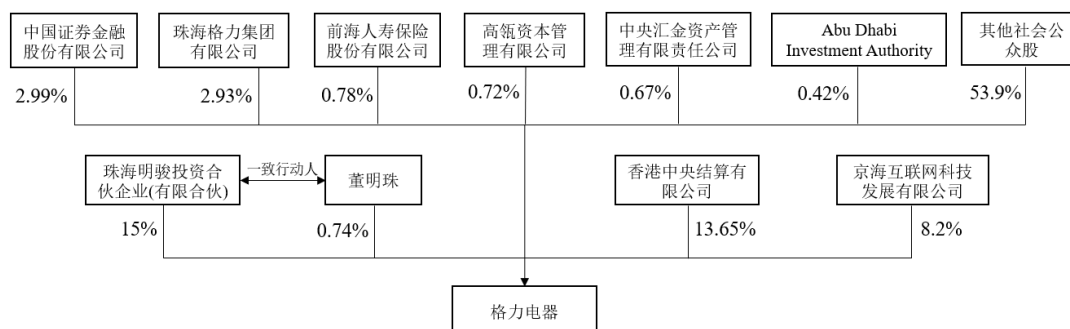 中国证券金融
股份有限公司
珠海格力集团
有限公司
前海人寿保险
股份有限公司
高瓴资本管
理有限公司
中央汇金资产管
理有限责任公司
Abu Dhabi
Investment Authority
其他社会公
众股
2.99%
2.93%
0.78%
0.72%
0.67%
0.42%
53.9%
珠海明骏投资合
伙企业(有限合伙)
一致行动人
董明珠
香港中央结算有
限公司
京海互联网科技
发展有限公司
15%
0.74%
13.65%
8.2%
格力电器